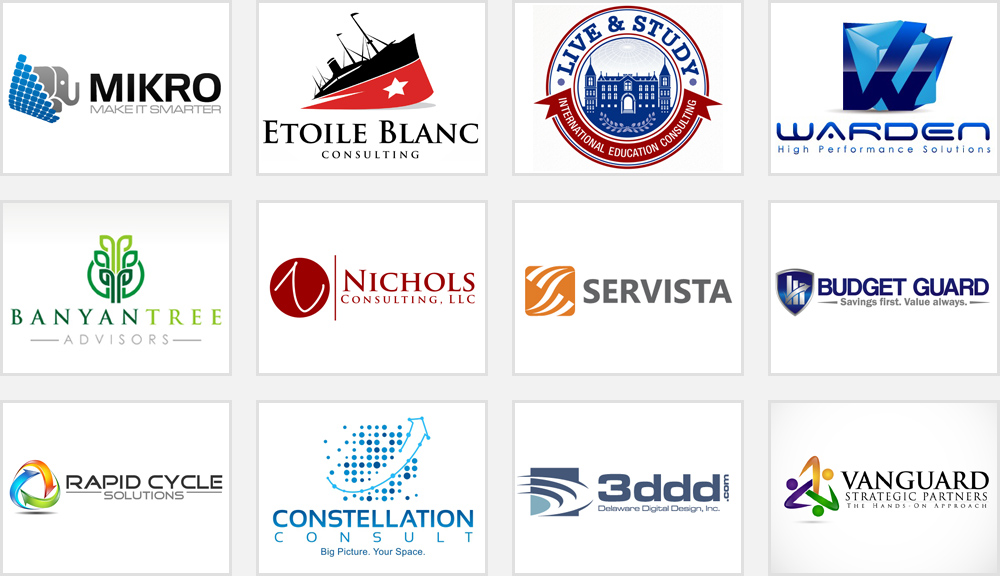 MIKRO
MAKE IT SMARTER
ETOILE BLANC
CONSULTING
LIVE & STUDY
INTERNATIONAL EDUCATION CONSULTING
WARDEN
High Performance Solutions
BANYANTREE
ADVISORS
NICHOLS
CONSULTING, LLC
SERVISTA
BUDGET GUARD
Savings first. Value always.
RAPID CYCLE
SOLUTIONS
CONSTELLATION
CONSULT
Big Picture. Your Space.
3ddd.com
Delaware Digital Design, Inc.
VANGUARD
STRATEGIC PARTNERS
THE HANDS-ON APPROACH